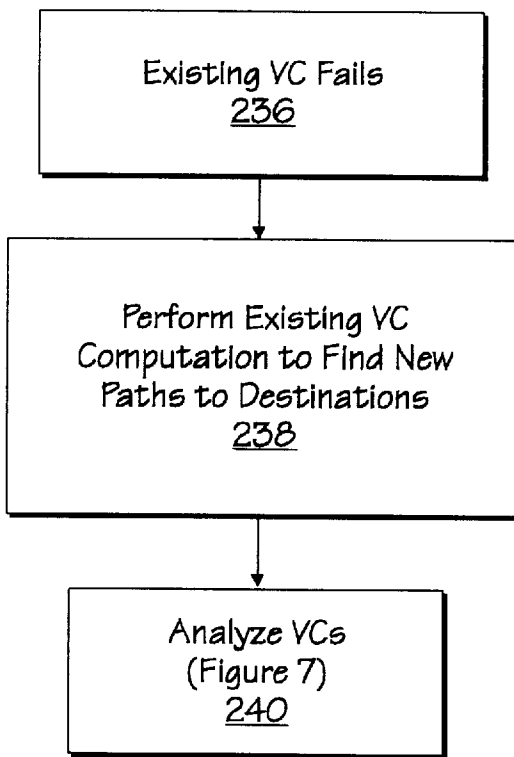 Existing VC Fails
236
Perform Existing VC
Computation to Find New
Paths to Destinations
238
Analyze VCs
(Figure 7)
240